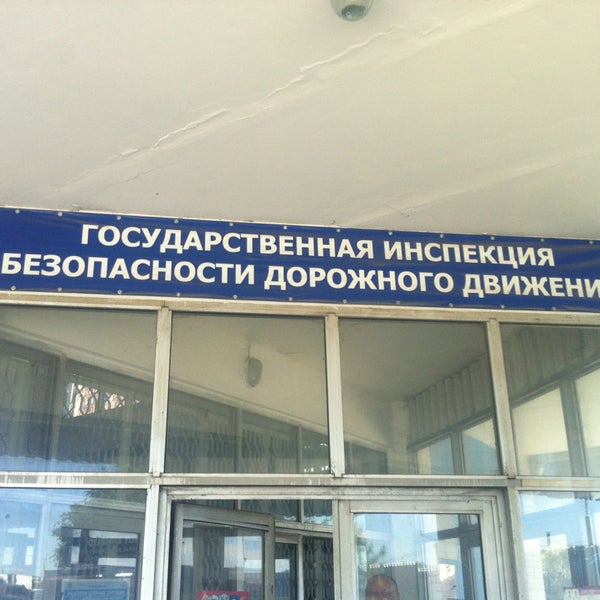 ГОСУДАРСТВЕННАЯ ИНСПЕКЦИЯ
БЕЗОПАСНОСТИ ДОРОЖНОГО ДВИЖЕНИ